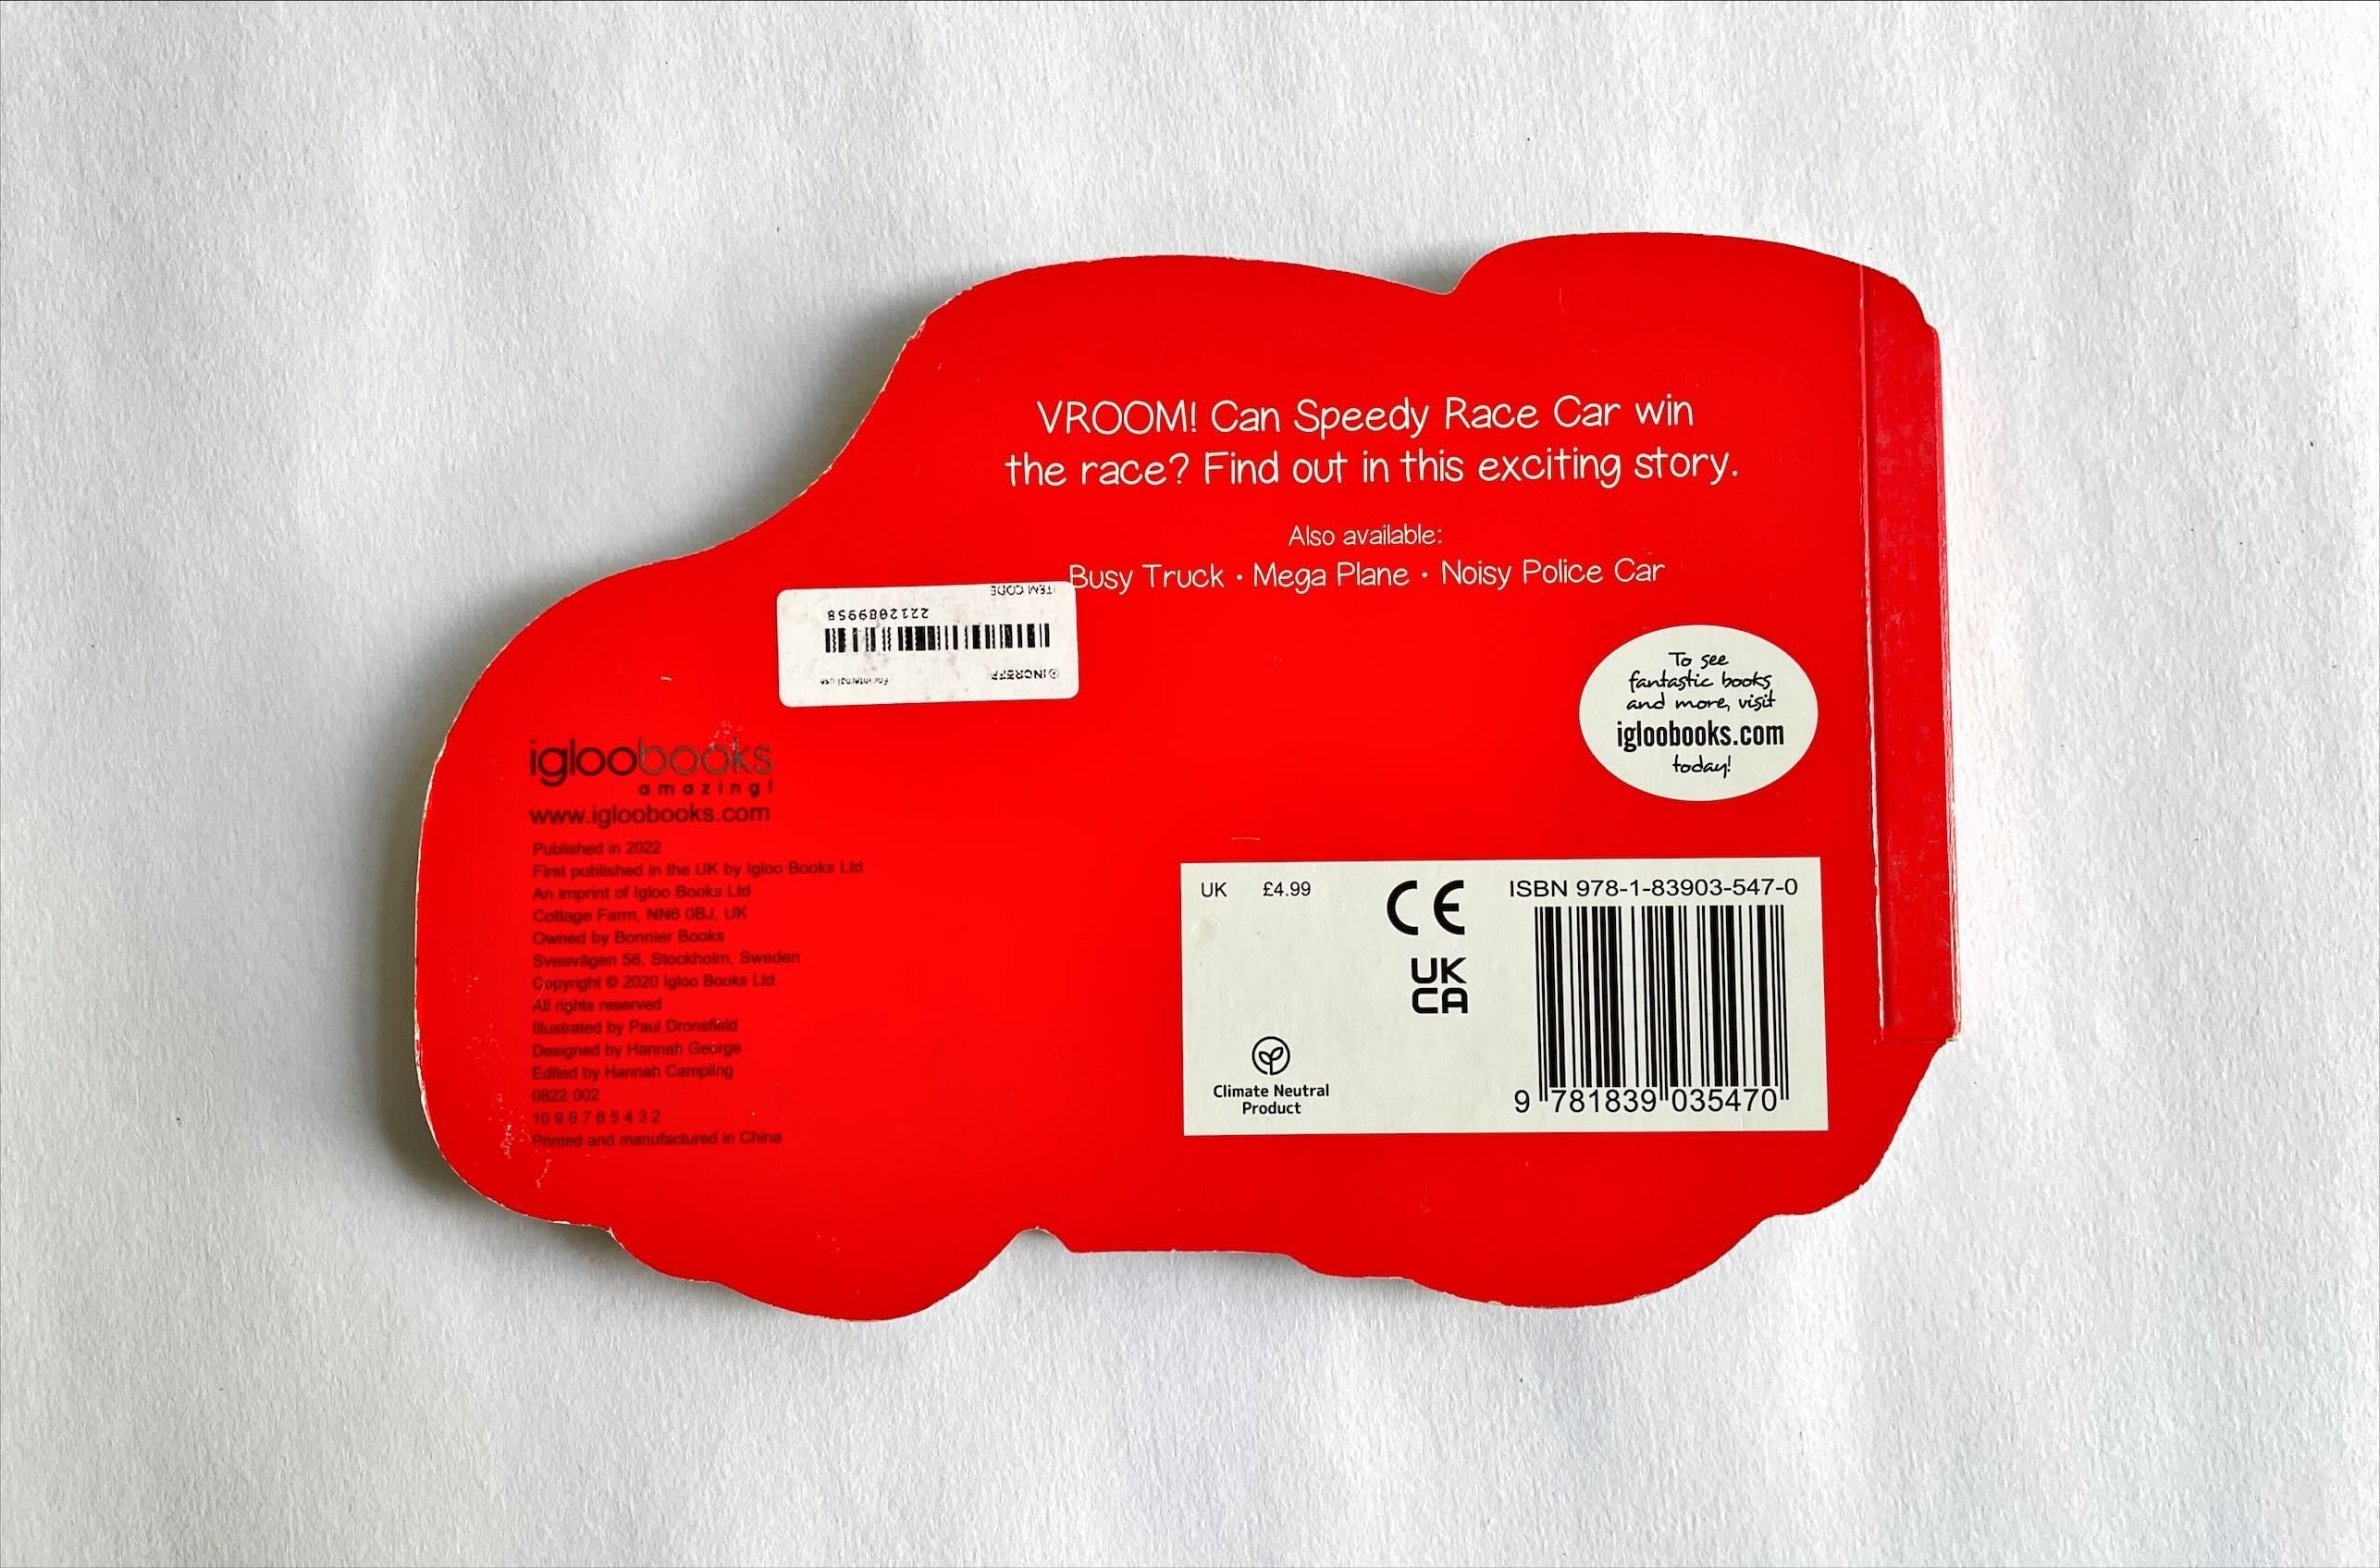 VROOM! Can Speedy Race Car win
the race? Find out in this exciting story.
Also available:
Busy Truck • Mega Plane • Noisy Police Car
ITEM CODE
2212089958
INCREFF
For internal use
To see
fantastic books
and more, visit
igloobooks.com
today!
igloobooks
amazing!
www.igloobooks.com
Published in 2022
First published in the UK by Igloo Books Ltd
An imprint of Igloo Books Ltd
Cottage Farm, NN6 0BJ, UK
Owned by Bonnier Books
Sveavägen 56, Stockholm, Sweden
Copyright © 2020 Igloo Books Ltd.
All rights reserved
Illustrated by Paul Dronsfield
Designed by Hannah George
Edited by Hannah Campling
0822 002
10 9 8 7 6 5 4 3 2
Printed and manufactured in China
UK £4.99
CE
UK
CA
Climate Neutral
Product
ISBN 978-1-83903-547-0
9 781839 035470